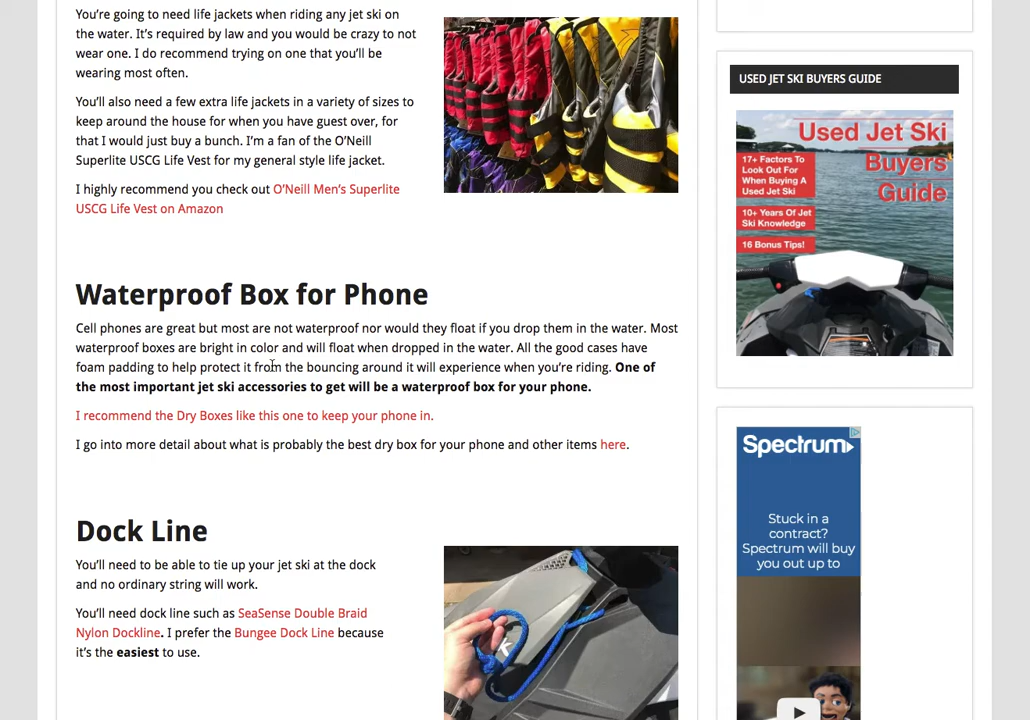 You're going to need life jackets when riding any jet ski on
the water. It's required by law and you would be crazy to not
wear one. I do recommend trying on one that you'll be
wearing most often.
You'll also need a few extra life jackets in a variety of sizes to
keep around the house for when you have guest over, for
that I would just buy a bunch. I'm a fan of the O'Neill
Superlite USCG Life Vest for my general style life jacket.
I highly recommend you check out O'Neill Men's Superlite
USCG Life Vest on Amazon
Waterproof Box for Phone
Cell phones are great but most are not waterproof nor would they float if you drop them in the water. Most
waterproof boxes are bright in color and will float when dropped in the water. All the good cases have
foam padding to help protect it from the bouncing around it will experience when you're riding. One of
the most important jet ski accessories to get will be a waterproof box for your phone.
I recommend the Dry Boxes like this one to keep your phone in.
I go into more detail about what is probably the best dry box for your phone and other items here.
Dock Line
You'll need to be able to tie up your jet ski at the dock
and no ordinary string will work.
You'll need dock line such as SeaSense Double Braid
Nylon Dockline. I prefer the Bungee Dock Line because
it's the easiest to use.
USED JET SKI BUYERS GUIDE
Used Jet Ski
Buyers
Guide
17+ Factors To
Look Out For
When Buying A
Used Jet Ski
10+ Years Of Jet
Ski Knowledge
16 Bonus Tips!
Spectrum
Stuck in a
contract?
Spectrum will buy
you out up to